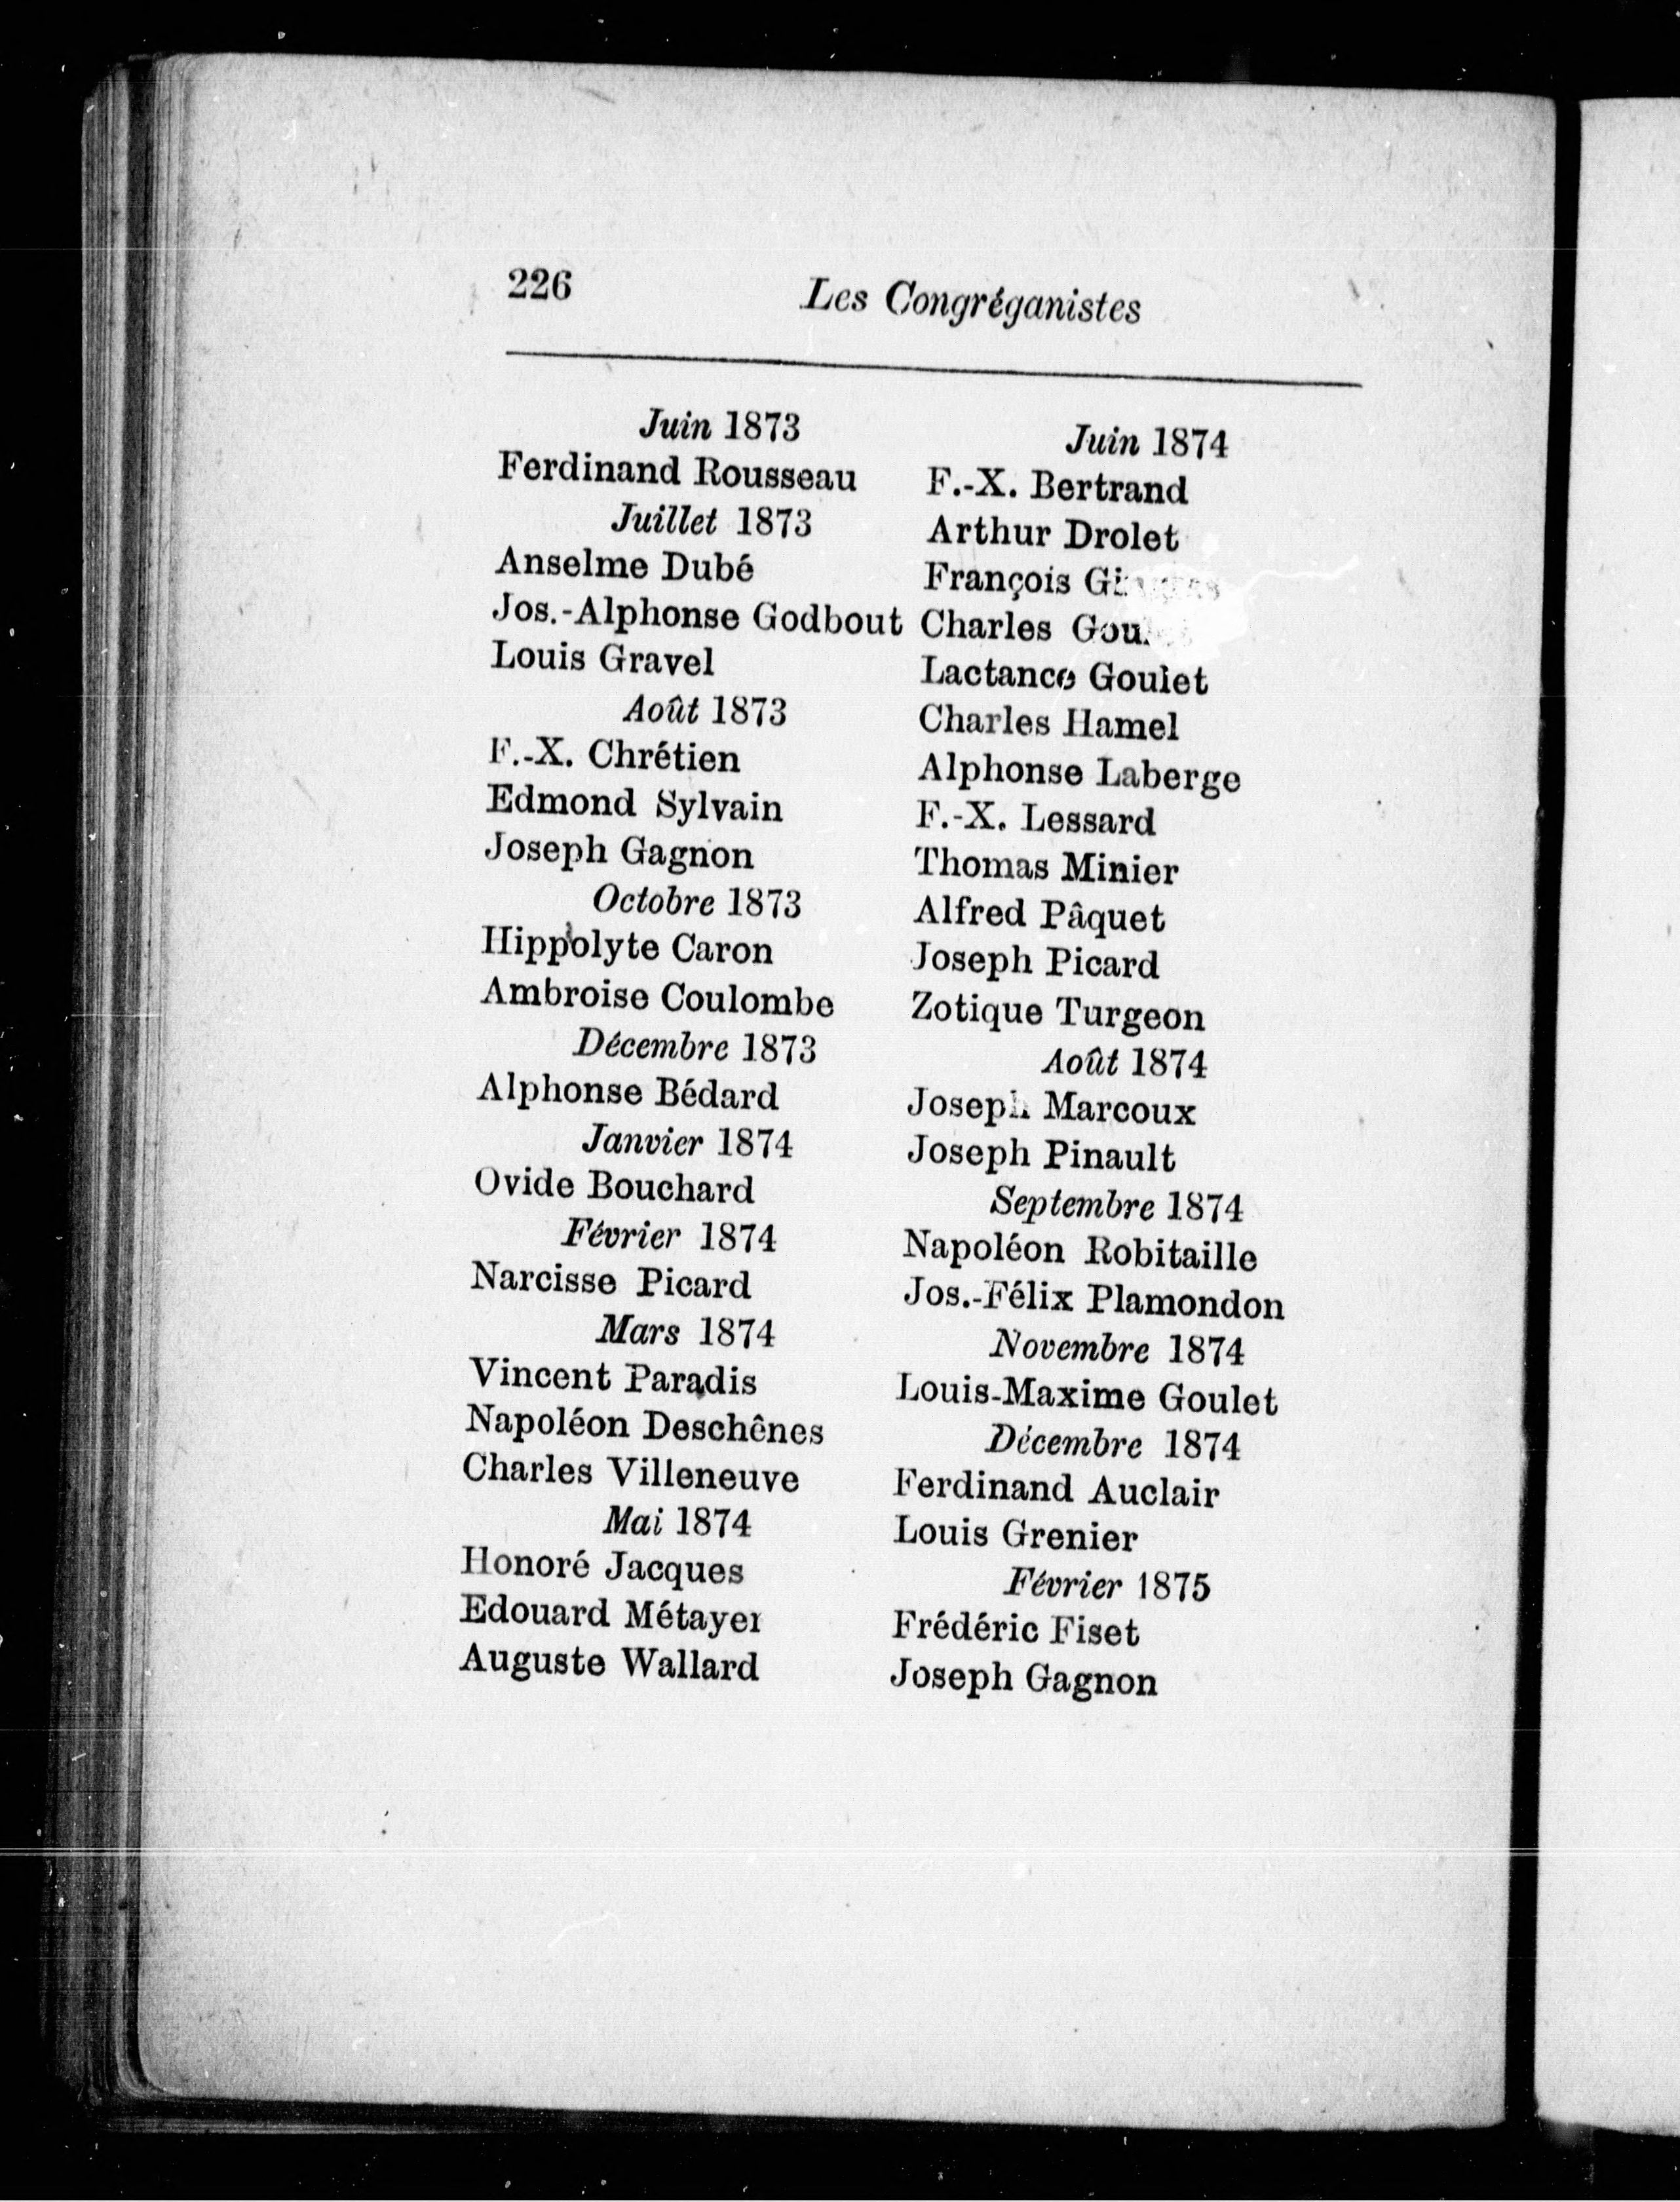 226
Les Congréganistes
Juin 1873
Ferdinand Rousseau
Juillet 1873
Anselme Dubé
Jos.-Alphonse Godbout
Louis Gravel
Août 1873
F.-X. Chrétien
Edmond Sylvain
Joseph Gagnon
Octobre 1873
Hippolyte Caron
Ambroise Coulombe
Décembre 1873
Alphonse Bédard
Janvier 1874
Ovide Bouchard
Février 1874
Narcisse Picard
Mars 1874
Vincent Paradis
Napoléon Deschênes
Charles Villeneuve
Mai 1874
Honoré Jacques
Edouard Métayer
Auguste Wallard
Juin 1874
F.-X. Bertrand
Arthur Drolet
François
Charles
Lactance Goulet
Charles Hamel
Alphonse Laberge
F.-X. Lessard
Thomas Minier
Alfred Pâquet
Joseph Picard
Zotique Turgeon
Août 1874
Joseph Marcoux
Joseph Pinault
Septembre 1874
Napoléon Robitaille
Jos.-Félix Plamondon
Novembre 1874
Louis-Maxime Goulet
Décembre 1874
Ferdinand Auclair
Louis Grenier
Février 1875
Frédéric Fiset
Joseph Gagnon